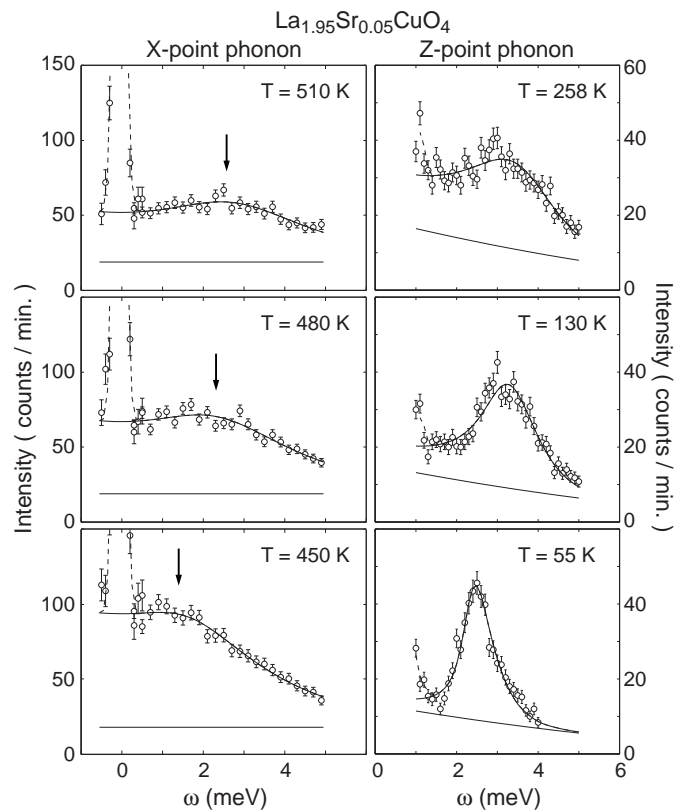 La1.95Sr0.05CuO4
X-point phonon
Z-point phonon
150
100
50
0
T = 510 K
60
40
20
0
T = 258 K
100
50
0
T = 480 K
40
20
0
T = 130 K
100
50
0
T = 450 K
40
20
0
T = 55 K
Intensity ( counts / min.)
Intensity ( counts / min.)
0 2 4
0 2 4 6
ω (meV)
ω (meV)